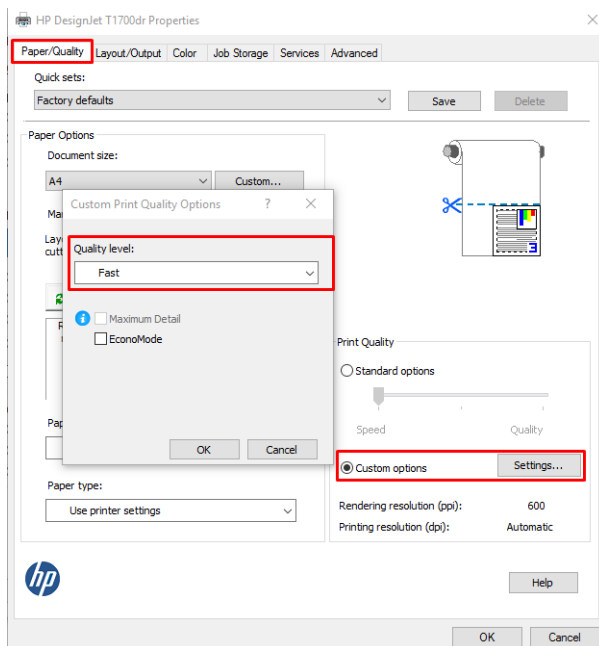 HP DesignJet T1700dr Properties
Paper/Quality Layout/Output Color Job Storage Services Advanced
Quick sets:
Factory defaults Save Delete
Paper Options
Document size:
A4 Custom...
Custom Print Quality Options ?
Quality level:
Fast
Maximum Detail
EconoMode
OK Cancel
3
Print Quality
Standard options
Speed Quality
Custom options Settings...
Paper type:
Use printer settings
Rendering resolution (ppi): 600
Printing resolution (dpi): Automatic
hp
Help
OK Cancel